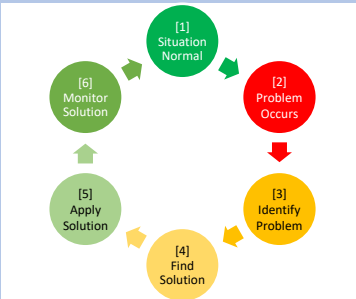 [1]
Situation
Normal
[2]
Problem
Occurs
[3]
Identify
Problem
[4]
Find
Solution
[5]
Apply
Solution
[6]
Monitor
Solution